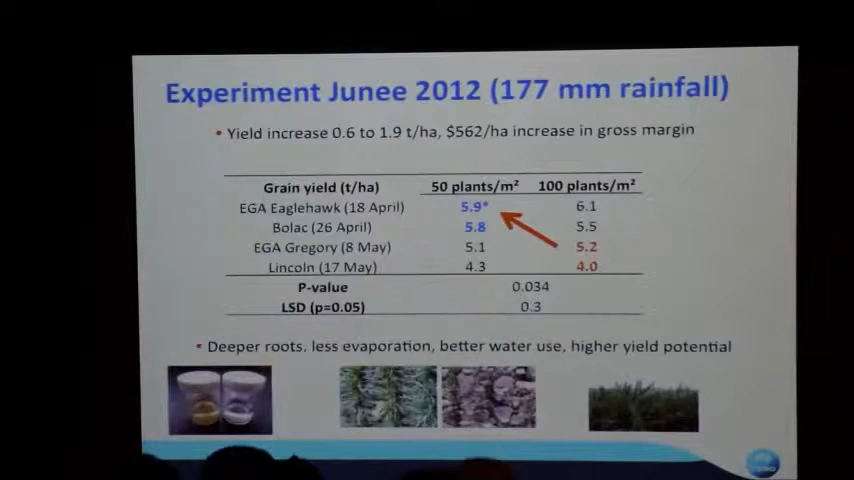 Experiment Junee 2012 (177 mm rainfall)
• Yield increase 0.6 to 1.9 t/ha, $562/ha increase in gross margin
Grain yield (t/ha) 50 plants/m² 100 plants/m²
EGA Eaglehawk (18 April) 5.9* 6.1
Bolac (26 April) 5.8 5.5
EGA Gregory (8 May) 5.1 5.2
Lincoln (17 May) 4.3 4.0
P-value 0.034
LSD (p=0.05) 0.3
• Deeper roots, less evaporation, better water use, higher yield potential